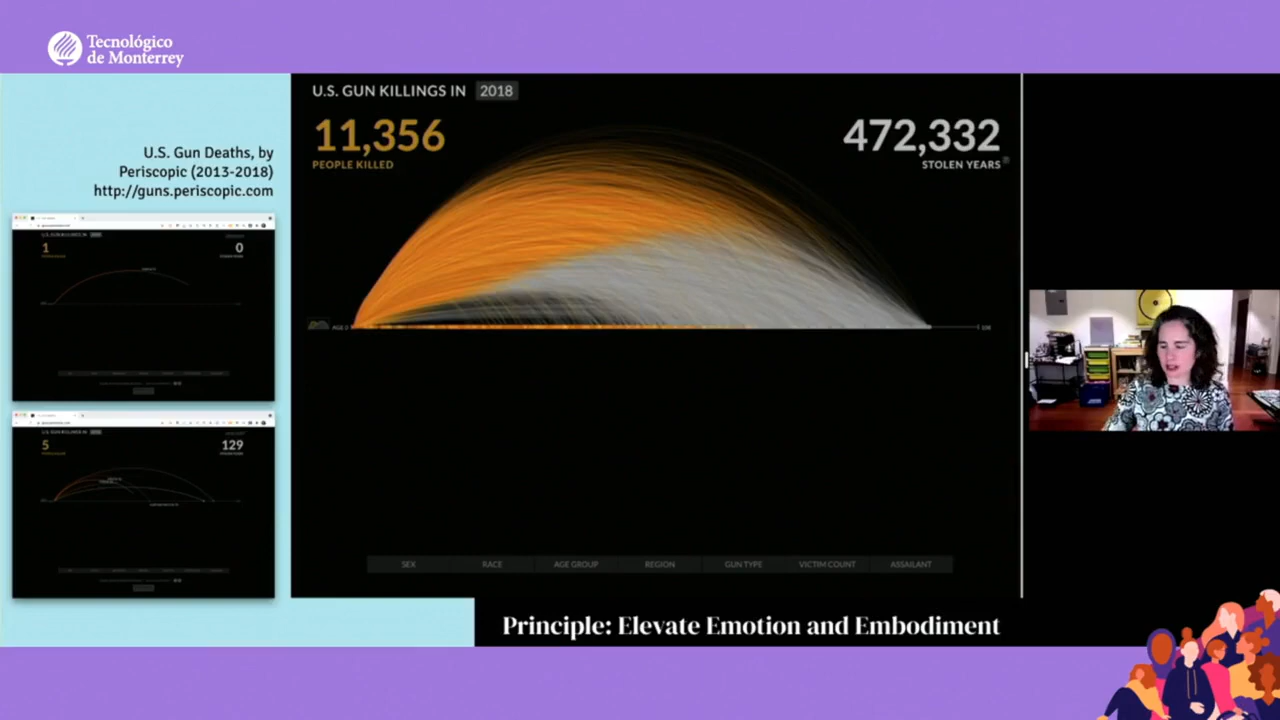 Tecnológico
de Monterrey
U.S. Gun Deaths, by
Periscopic (2013-2018)
http://guns.periscopic.com
U.S. GUN KILLINGS IN 2018
11,356
PEOPLE KILLED
472,332
STOLEN YEARS
AGE 0
1
0
5
129
SEX RACE AGE GROUP REGION GUN TYPE VICTIM COUNT ASSAILANT
Principle: Elevate Emotion and Embodiment